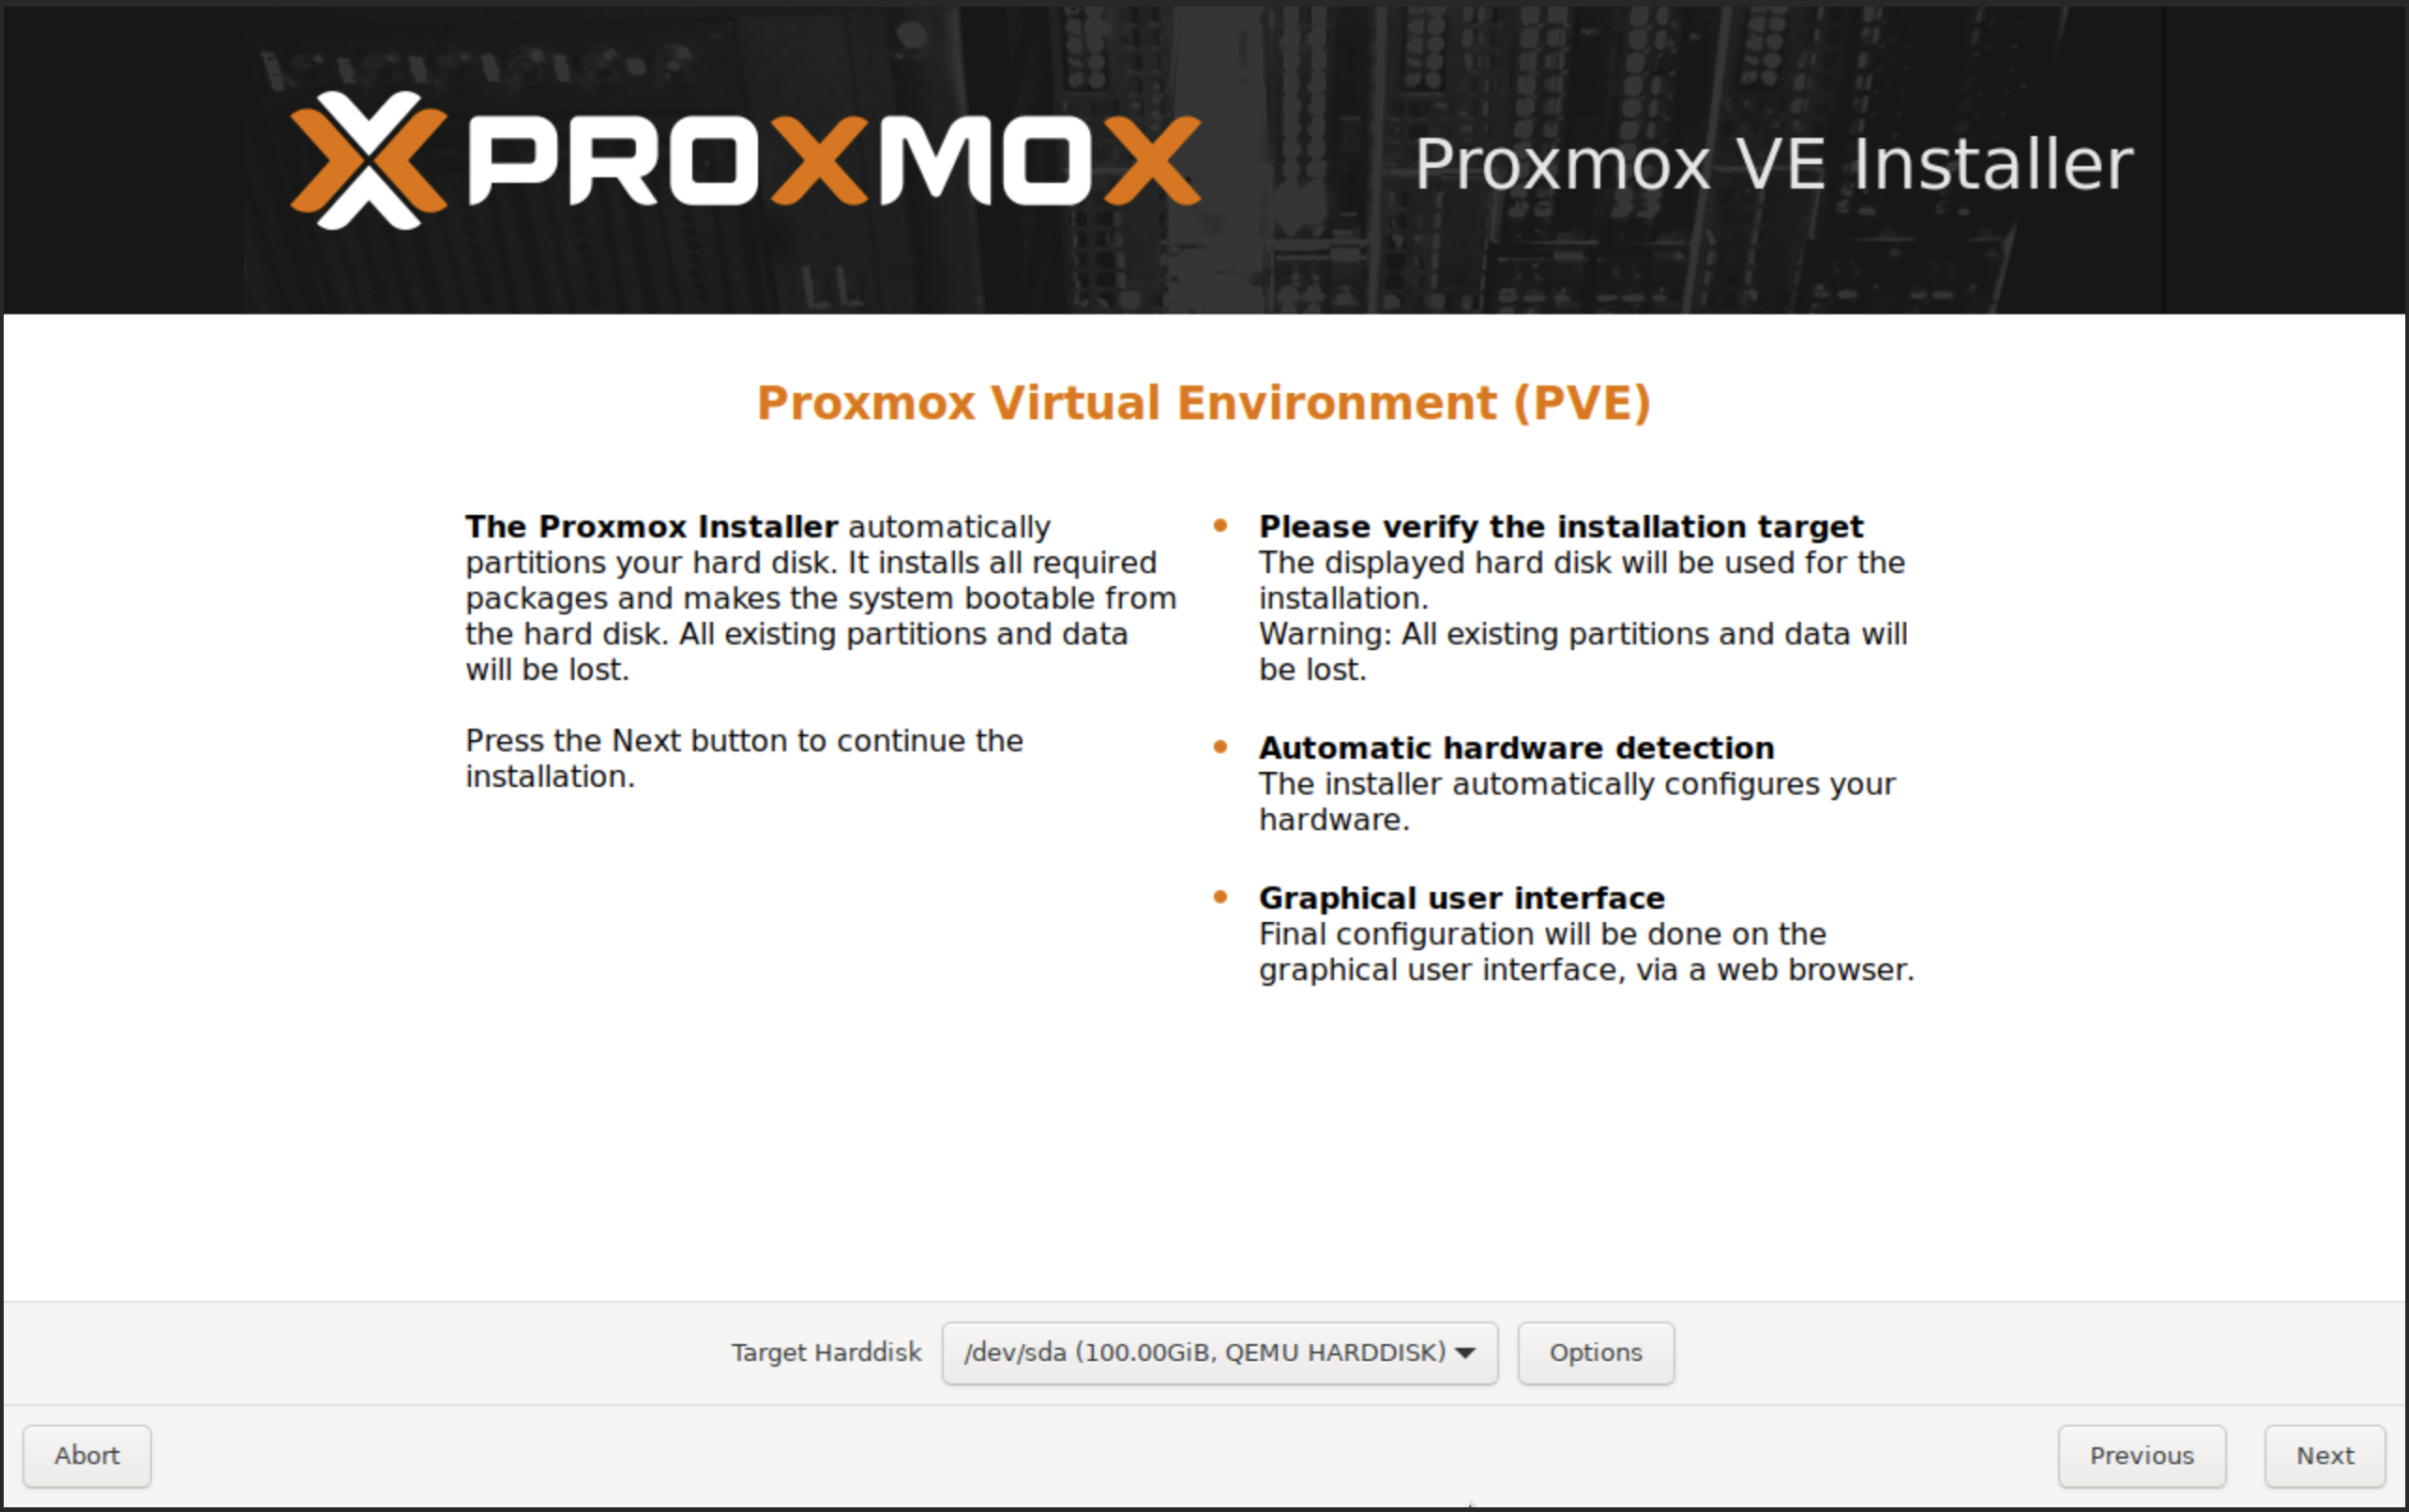 PROXMOX
Proxmox VE Installer
Proxmox Virtual Environment (PVE)
The Proxmox Installer automatically
partitions your hard disk. It installs all required
packages and makes the system bootable from
the hard disk. All existing partitions and data
will be lost.
Press the Next button to continue the
installation.
Please verify the installation target
The displayed hard disk will be used for the
installation.
Warning: All existing partitions and data will
be lost.
Automatic hardware detection
The installer automatically configures your
hardware.
Graphical user interface
Final configuration will be done on the
graphical user interface, via a web browser.
Target Harddisk /dev/sda (100.00GiB, QEMU HARDDISK) Options
Abort Previous Next